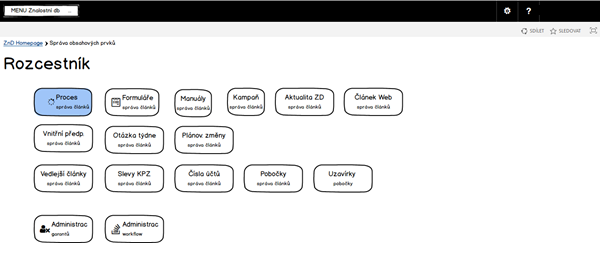 MENU Znalostní db ...
?
SDÍLET SLEDOVAT
ZnD Homepage > Správa obsahových prvků
Rozcestník
Proces
správa článků
Formuláře
správa článků
Manuály
správa článků
Kampaň
správa článků
Aktualita ZD
správa článků
Článek Web
správa článků
Vnitřní předp.
správa článků
Otázka týdne
správa článků
Plánov. změny
správa článků
Vedlejší články
správa článků
Slevy KPZ
správa článků
Čísla účtů
správa článků
Pobočky
správa článků
Uzavírky
pobočky
Administrac
garantů
Administrac
workflow